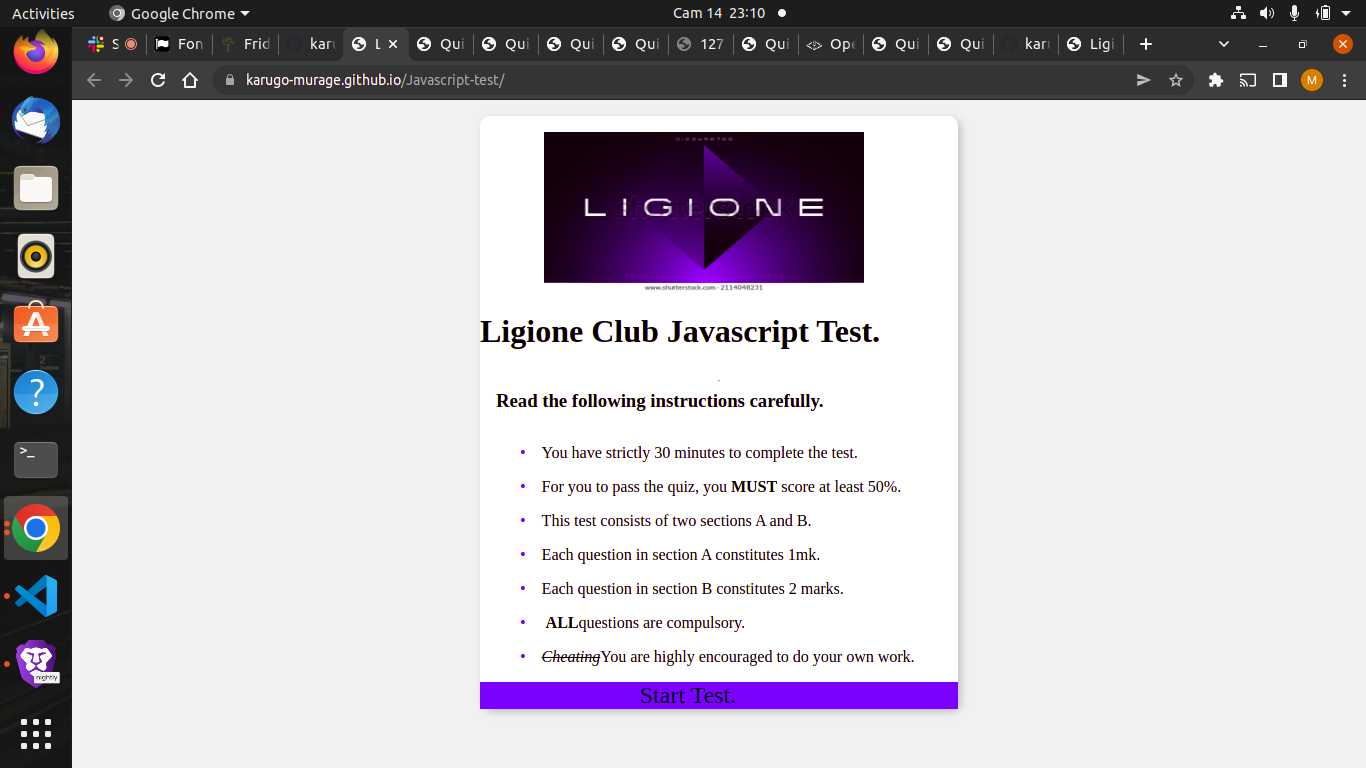 Activities
Google Chrome
Cam 14 23:10
S
Fon
Frid
karu
L
Qui
Qui
Qui
Qui
127
Qui
Ope
Qui
Qui
karu
Ligi
karugo-murage.github.io/Javascript-test/
M
LIGIONE
www.shutterstock.com · 2114048231
Ligione Club Javascript Test.
Read the following instructions carefully.
• You have strictly 30 minutes to complete the test.
• For you to pass the quiz, you MUST score at least 50%.
• This test consists of two sections A and B.
• Each question in section A constitutes 1mk.
• Each question in section B constitutes 2 marks.
• ALLquestions are compulsory.
• CheatingYou are highly encouraged to do your own work.
Start Test.
nightly